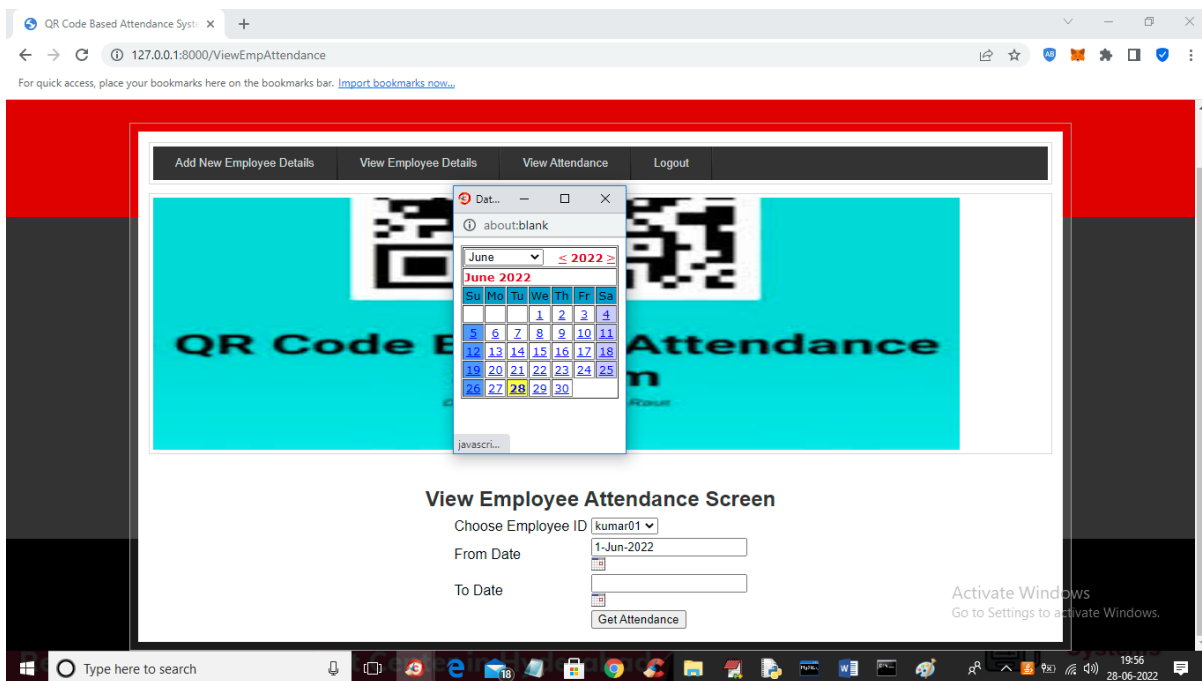 QR Code Based Attendance Syst
127.0.0.1:8000/ViewEmpAttendance
For quick access, place your bookmarks here on the bookmarks bar. Import bookmarks now...
Add New Employee Details View Employee Details View Attendance Logout
Dat...
about:blank
June < 2022 >
June 2022
Su Mo Tu We Th Fr Sa
1 2 3 4
5 6 7 8 9 10 11
12 13 14 15 16 17 18
19 20 21 22 23 24 25
26 27 28 29 30
javascri...
QR Code Attendance
View Employee Attendance Screen
Choose Employee ID kumar01
From Date 1-Jun-2022
To Date
Get Attendance
Activate Windows
Go to Settings to activate Windows.
Systems
Type here to search
18
19:56
28-06-2022